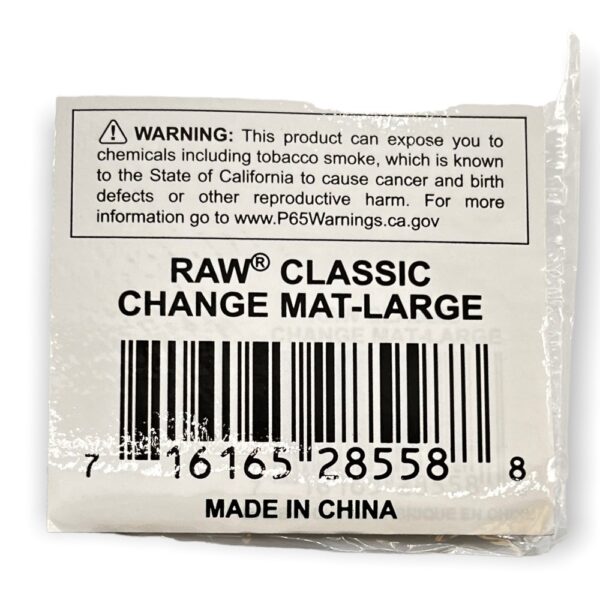 ⚠ WARNING: This product can expose you to
chemicals including tobacco smoke, which is known
to the State of California to cause cancer and birth
defects or other reproductive harm. For more
information go to www.P65Warnings.ca.gov
RAW® CLASSIC
CHANGE MAT-LARGE
7 16165 28558 8
MADE IN CHINA